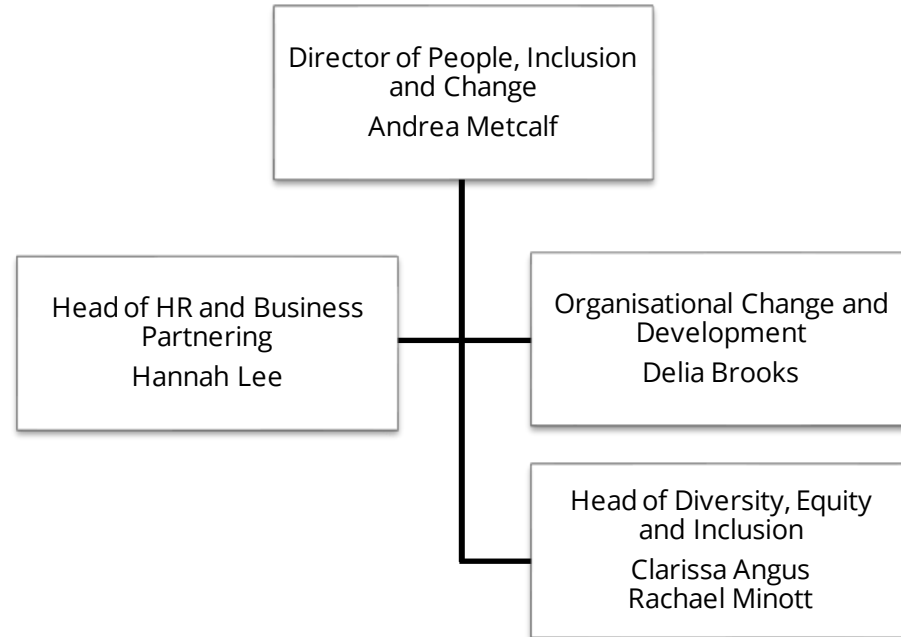 Director of People, Inclusion
and Change
Andrea Metcalf
Head of HR and Business
Partnering
Hannah Lee
Organisational Change and
Development
Delia Brooks
Head of Diversity, Equity
and Inclusion
Clarissa Angus
Rachael Minott